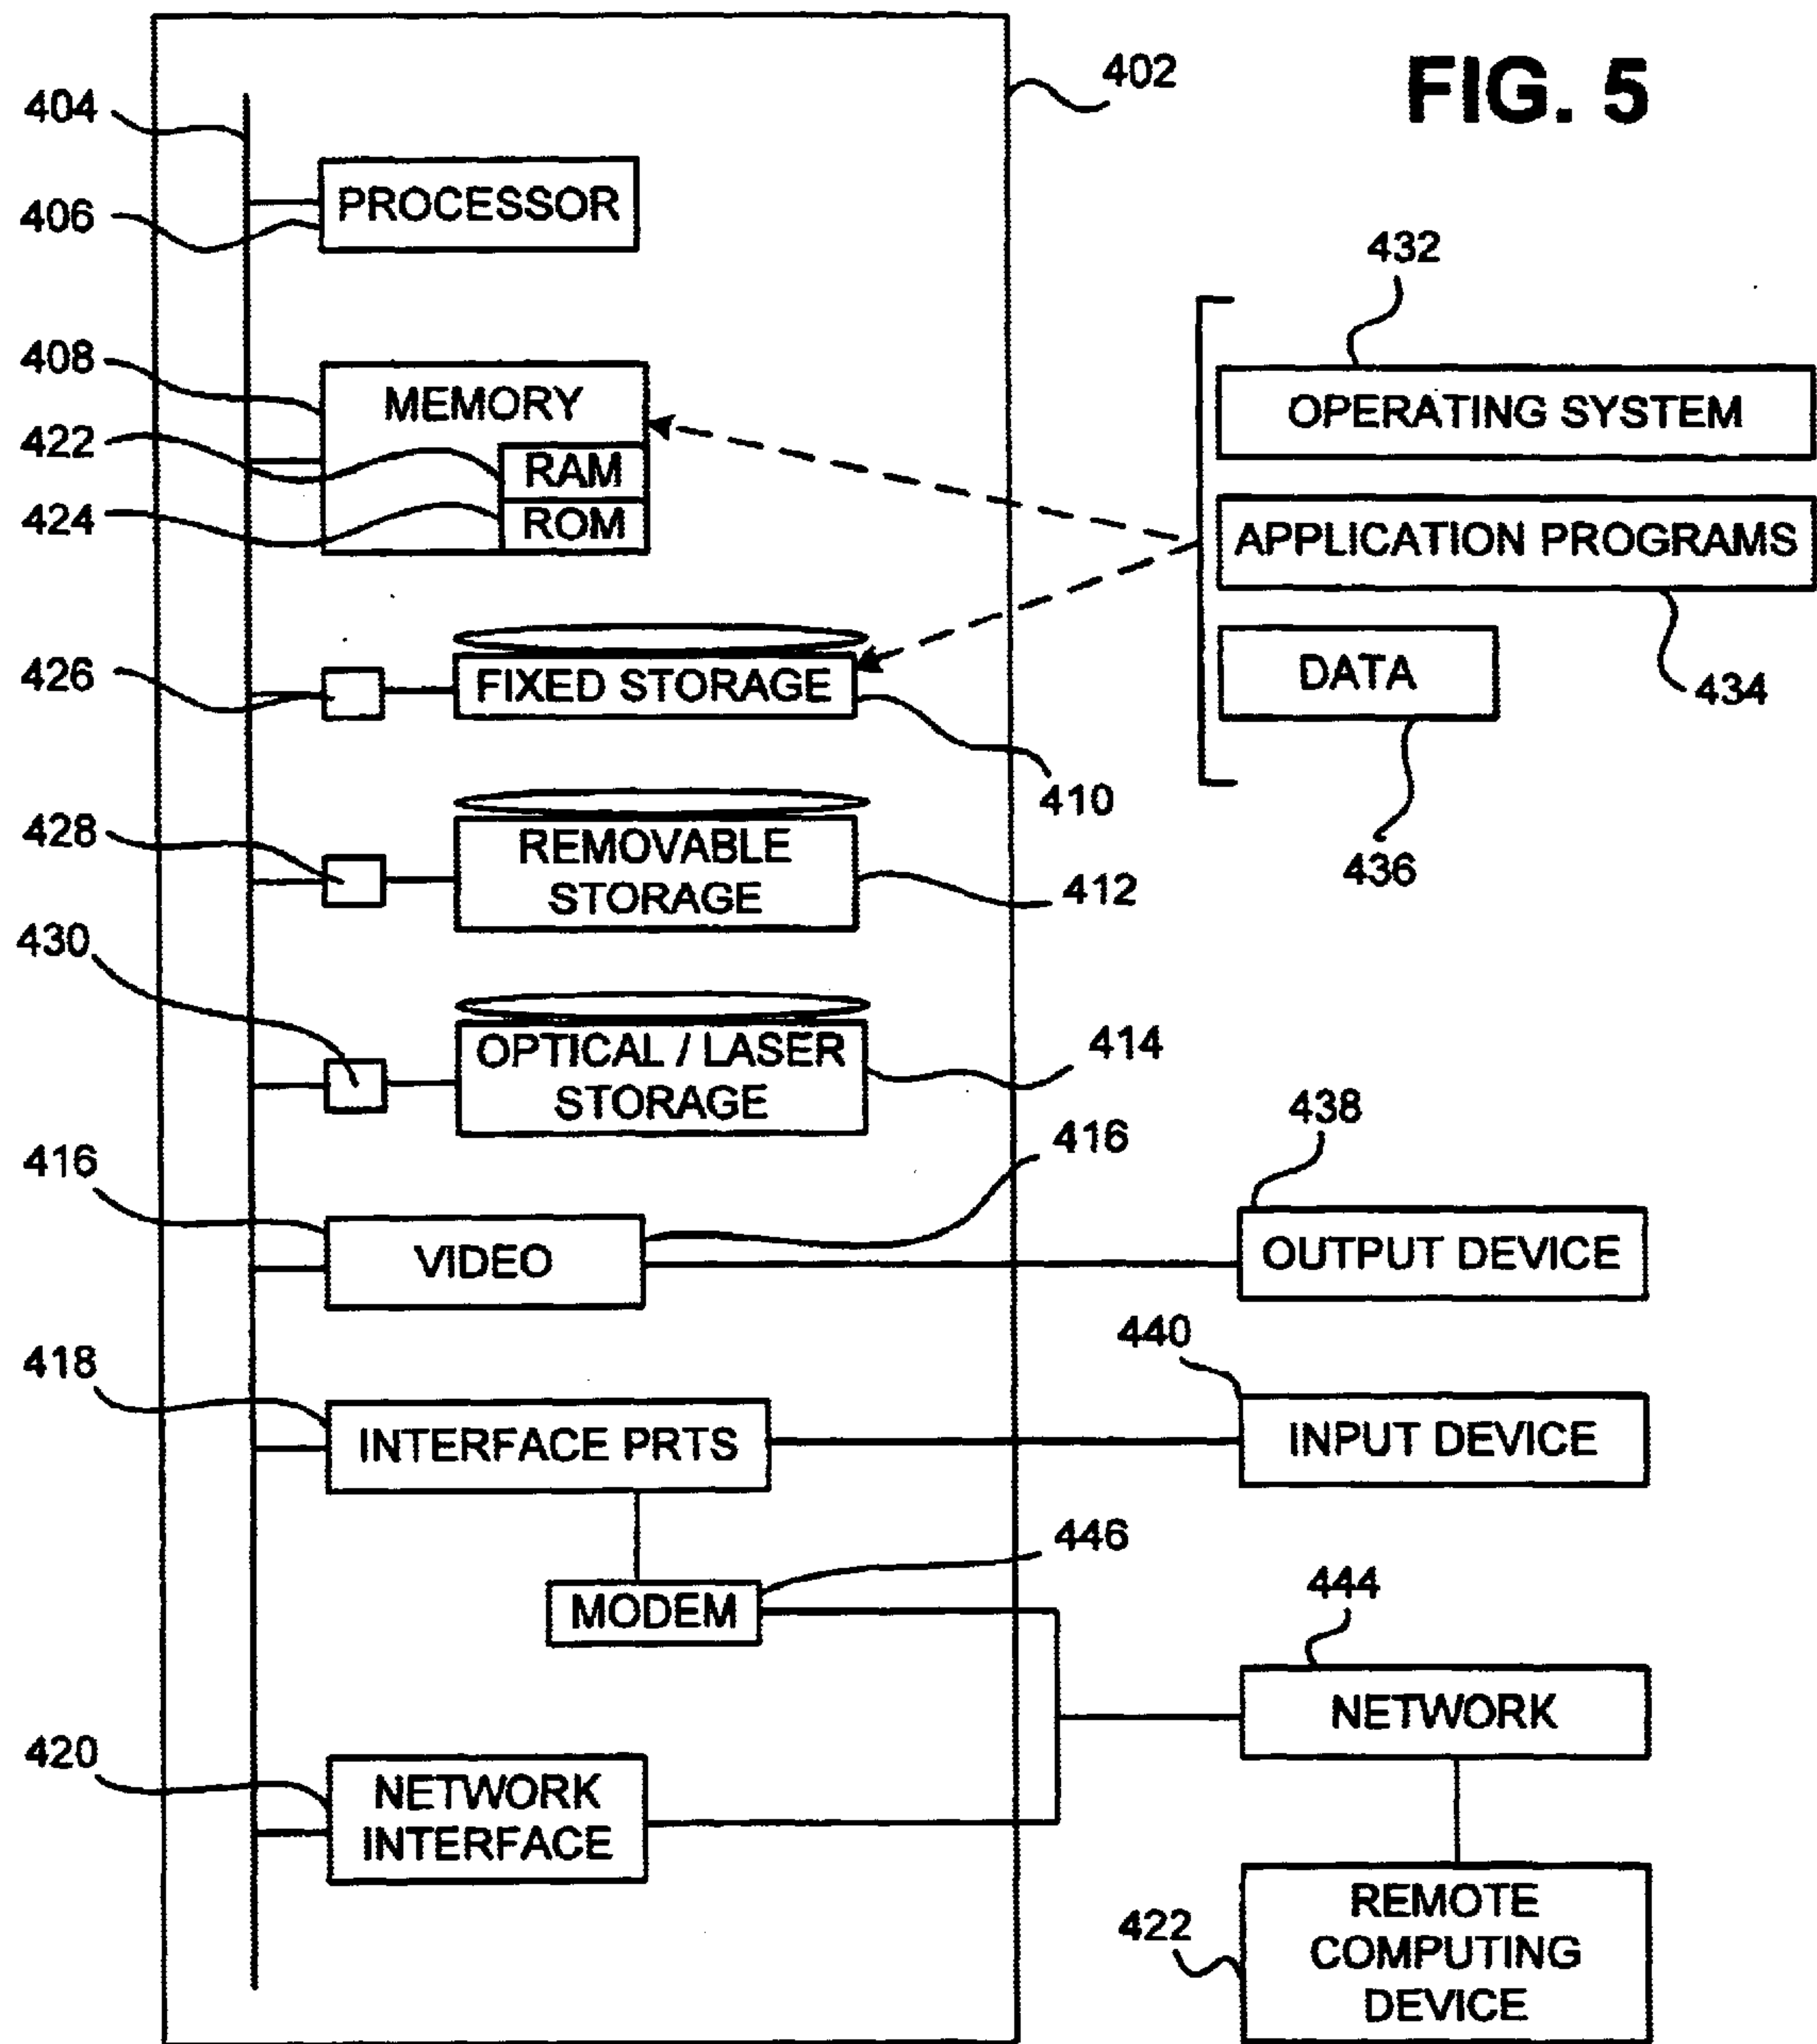 FIG. 5
402
404
PROCESSOR
406
432
408
MEMORY
OPERATING SYSTEM
422
RAM
424
ROM
APPLICATION PROGRAMS
426
FIXED STORAGE
DATA
434
410
428
REMOVABLE
STORAGE
412
436
430
OPTICAL / LASER
STORAGE
414
416
416
438
VIDEO
OUTPUT DEVICE
418
440
INTERFACE PRTS
INPUT DEVICE
446
MODEM
444
NETWORK
420
NETWORK
INTERFACE
422
REMOTE
COMPUTING
DEVICE